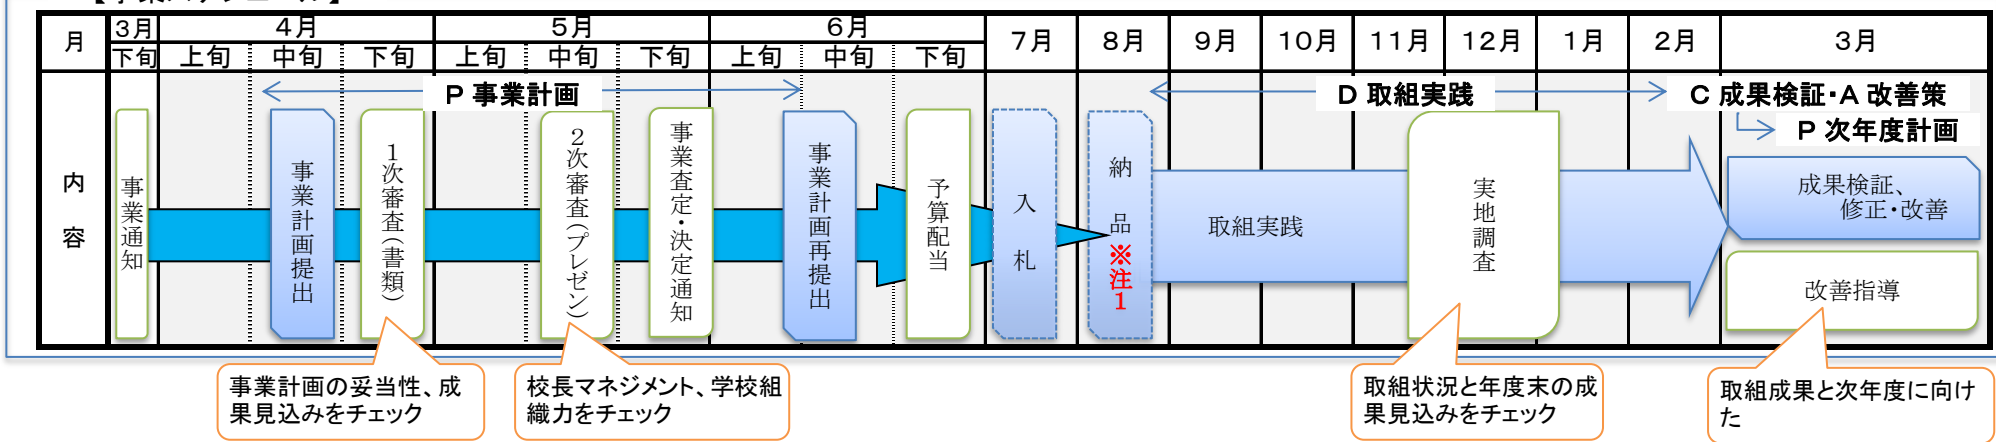 【事業スケジュール】
月
3月
4月
5月
6月
7月
8月
9月
10月
11月
12月
1月
2月
3月
下旬
上旬
中旬
下旬
上旬
中旬
下旬
上旬
中旬
下旬
P 事業計画
D 取組実践
C 成果検証・A 改善策
P 次年度計画
内容
事業通知
事業計画提出
1次審査(書類)
2次審査(プレゼン)
事業査定・決定通知
事業計画再提出
予算配当
入札
納品※注1
取組実践
実地調査
成果検証、
修正・改善
改善指導
事業計画の妥当性、成
果見込みをチェック
校長マネジメント、学校組
織力をチェック
取組状況と年度末の成
果見込みをチェック
取組成果と次年度に向け
た